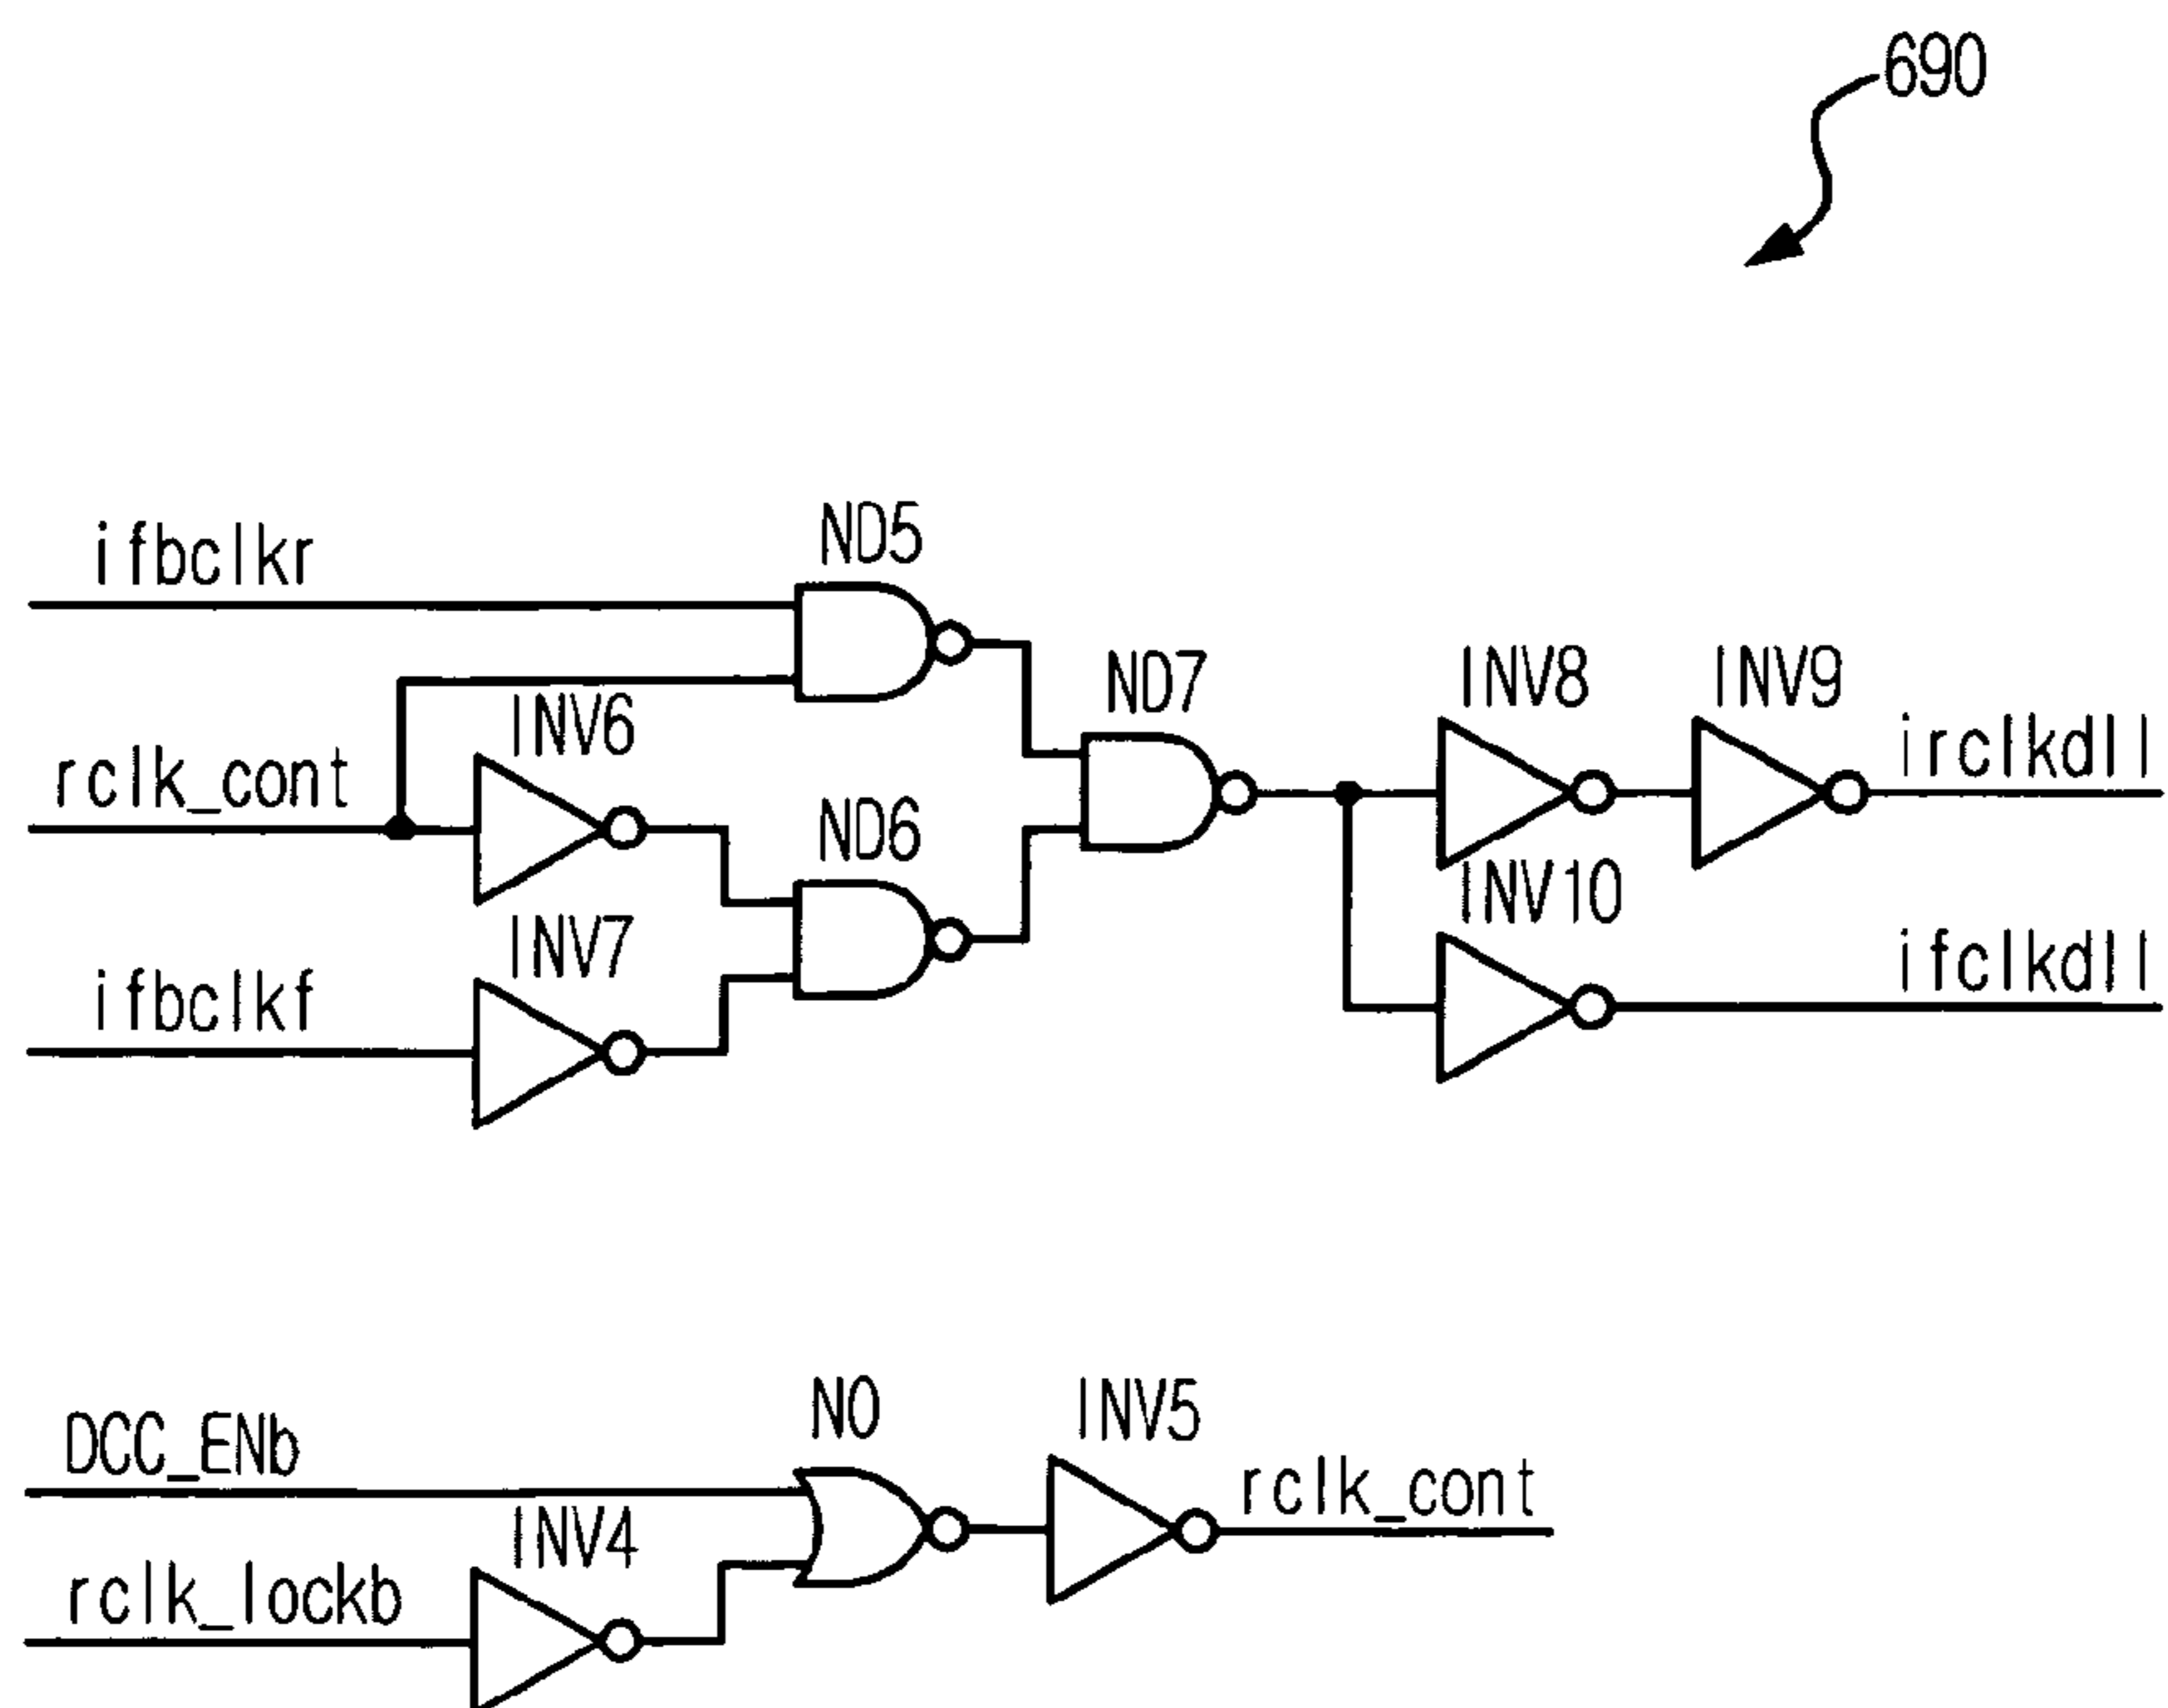 690
ifbclkr
ND5
ND7
INV8
INV9
irclkdll
rclk_cont
INV6
ND6
INV10
ifbclkf
INV7
ifclkdll
DCC_ENb
NO
INV5
rclk_cont
rclk_lockb
INV4